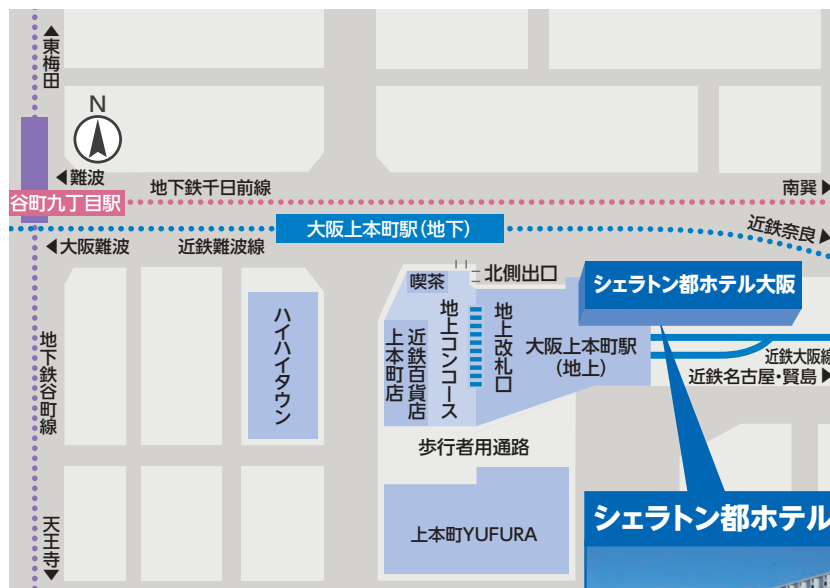 ▲東梅田
N
◀難波
地下鉄千日前線
南巽▶
谷町九丁目駅
大阪上本町駅(地下)
近鉄奈良▶
◀大阪難波
近鉄難波線
北側出口
喫茶
シェラトン都ホテル大阪
ハイハイタウン
地上コンコース
地上改札口
近鉄百貨店
上本町店
大阪上本町駅
(地上)
地下鉄谷町線
近鉄大阪線
近鉄名古屋・賢島▶
歩行者用通路
上本町YUFURA
シェラトン都ホテル
天王寺▼